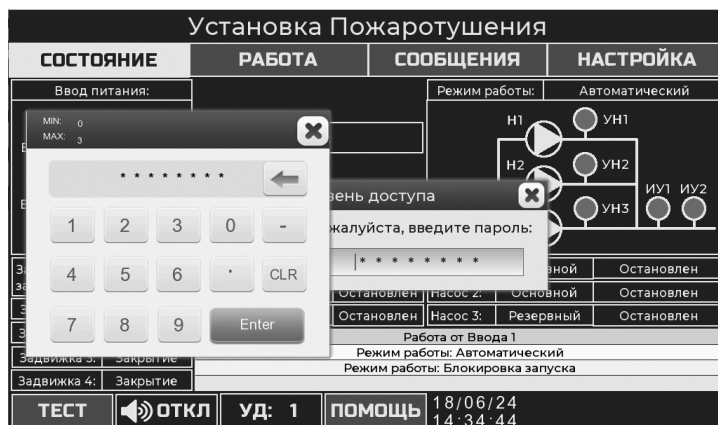 Установка Пожаротушения
СОСТОЯНИЕ РАБОТА СООБЩЕНИЯ НАСТРОЙКА
Ввод питания: Режим работы: Автоматический
MIN: 0
MAX: 3
* * * * * * * *
1 2 3 0 -
4 5 6 . CLR
7 8 9 Enter
доступа
введите пароль:
* * * * * * * *
Н1 УН1
Н2 УН2
УН3 ИУ1 ИУ2
Остановлен
Остановлен Насос 2: Основной Остановлен
Остановлен Насос 3: Резервный Остановлен
Работа от Ввода 1
Задвижка 3: Закрытие Режим работы: Автоматический
Режим работы: Блокировка запуска
Задвижка 4: Закрытие
ТЕСТ ОТКЛ УД: 1 ПОМОЩЬ 18/06/24
14:34:44